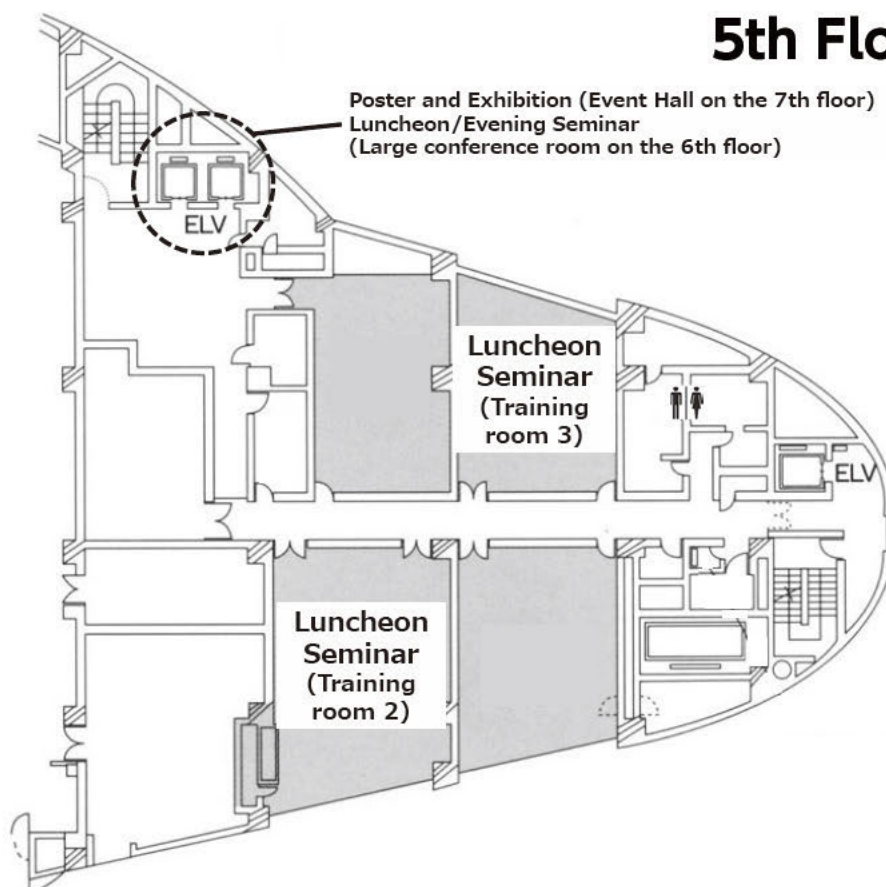 5th Flo
Poster and Exhibition (Event Hall on the 7th floor)
Luncheon/Evening Seminar
(Large conference room on the 6th floor)
ELV
Luncheon
Seminar
(Training
room 3)
ELV
Luncheon
Seminar
(Training
room 2)